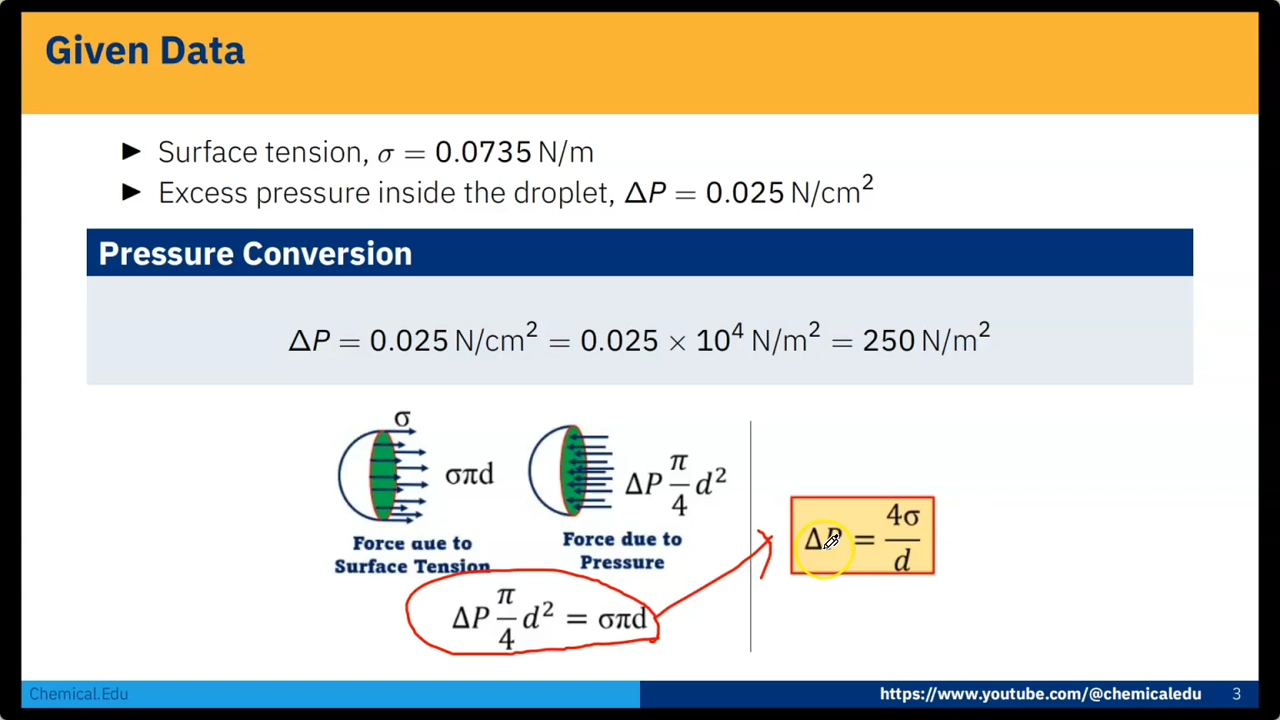 Given Data
► Surface tension, σ = 0.0735 N/m
► Excess pressure inside the droplet, ΔP = 0.025 N/cm²
Pressure Conversion
ΔP = 0.025 N/cm² = 0.025 × 10⁴ N/m² = 250 N/m²
σ
σπd
ΔP π/4 d²
Force aue to
Surface Tension
Force due to
Pressure
ΔP π/4 d² = σπd
ΔP = 4σ/d
Chemical.Edu
https://www.youtube.com/@chemicaledu
3